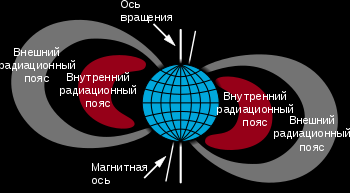 Ось
вращения
Внешний
радиационный
пояс
Внутренний
радиационный
пояс
Внутренний
радиационный
пояс
Внешний
радиационный
пояс
Магнитная
ось